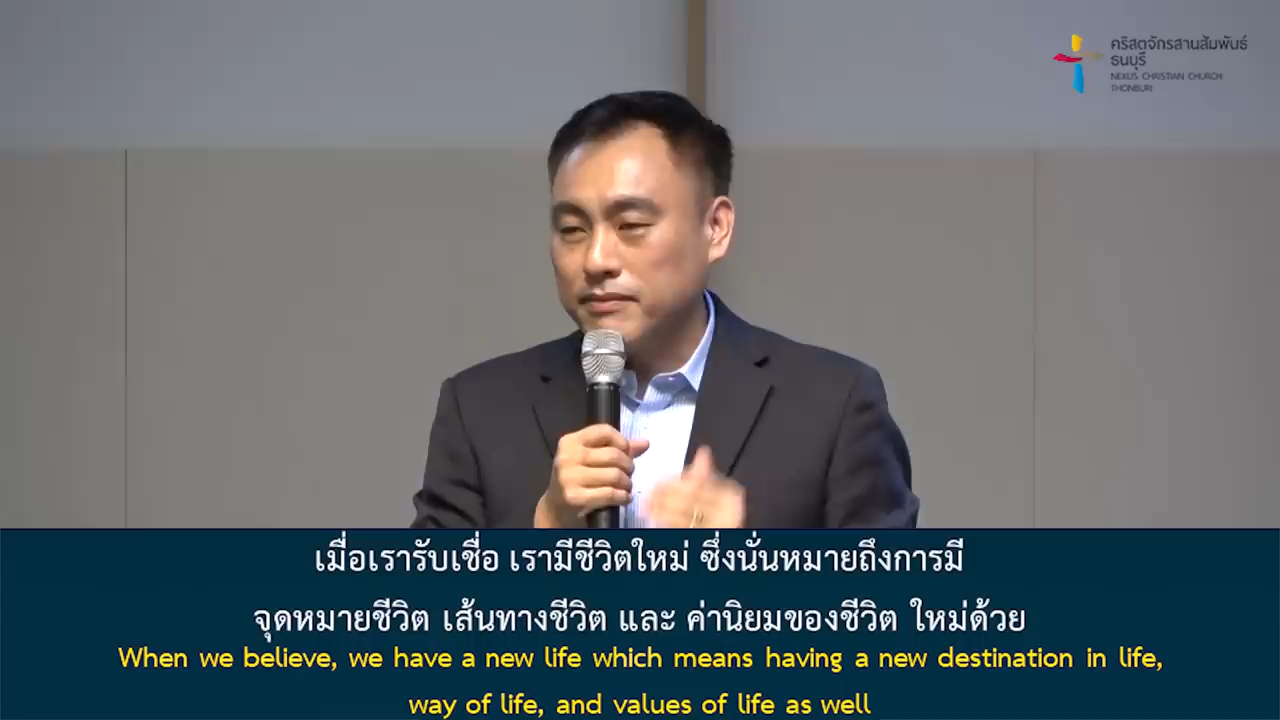 คริสตจักรสานสัมพันธ์
ธนบุรี
NEXUS CHRISTIAN CHURCH
THONBURI
เมื่อเรารับเชื่อ เรามีชีวิตใหม่ ซึ่งนั่นหมายถึงการมี
จุดหมายชีวิต เส้นทางชีวิต และ ค่านิยมของชีวิต ใหม่ด้วย
When we believe, we have a new life which means having a new destination in life,
way of life, and values of life as well